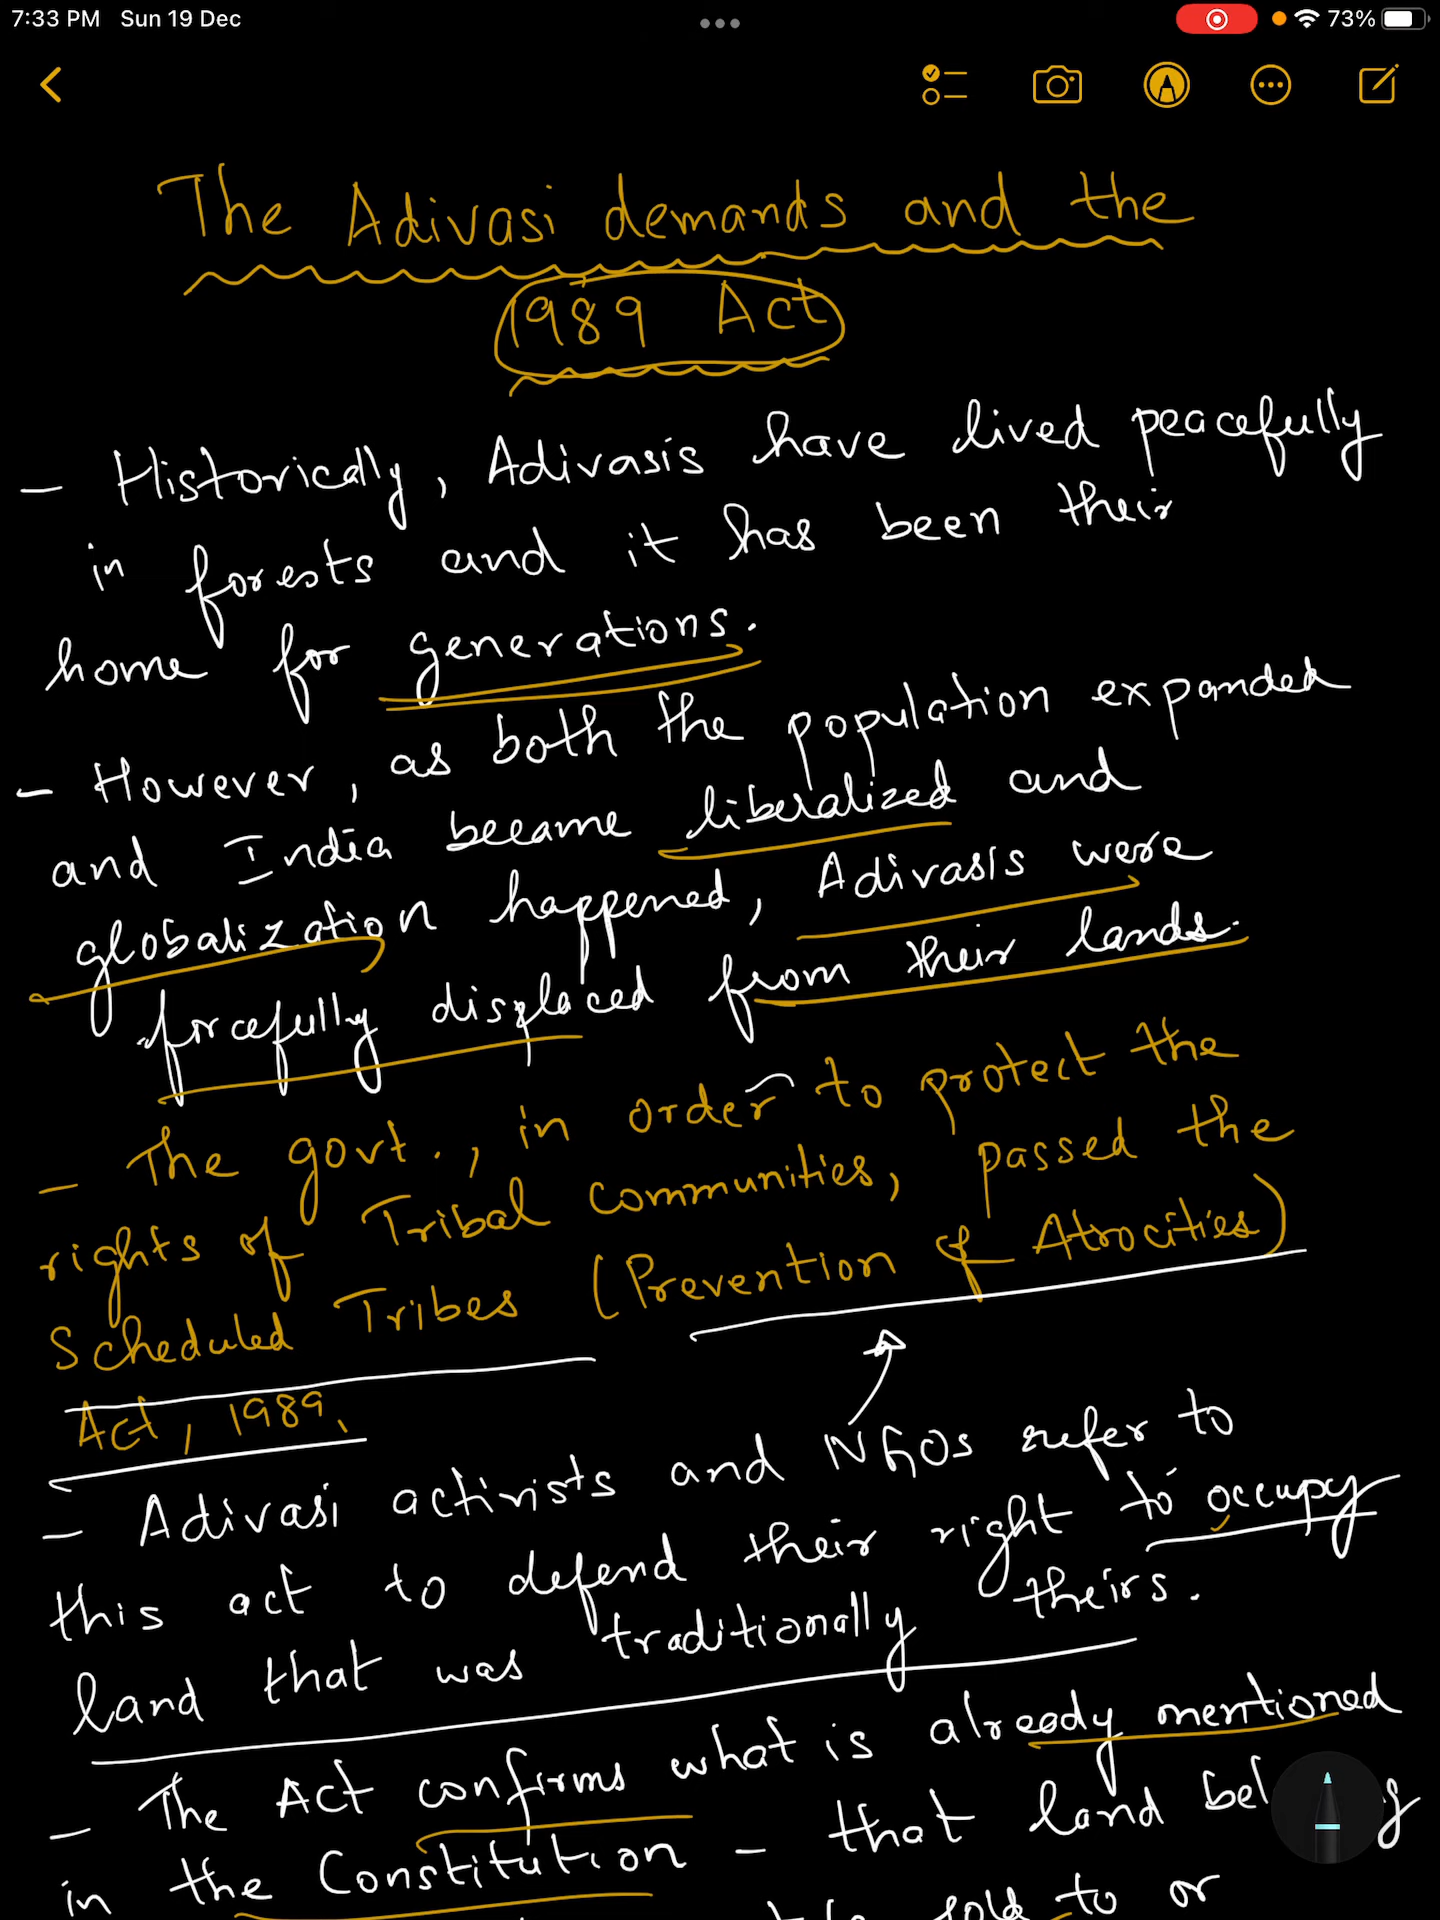 7:33 PM Sun 19 Dec
73%
The Adivasi demands and the
1989 Act
- Historically, Adivasis have lived peacefully
in forests and it has been their
home for generations.
- However, as both the population expanded
and India became liberalized and
globalization happened, Adivasis were
forcefully displaced from their lands.
- The govt., in order to protect the
rights of Tribal communities, passed the
Scheduled Tribes (Prevention of Atrocities)
Act, 1989.
- Adivasi activists and NGOs refer to
this act to defend their right to occupy
land that was traditionally theirs.
- The Act confirms what is already mentioned
in the Constitution - that land
sold to or